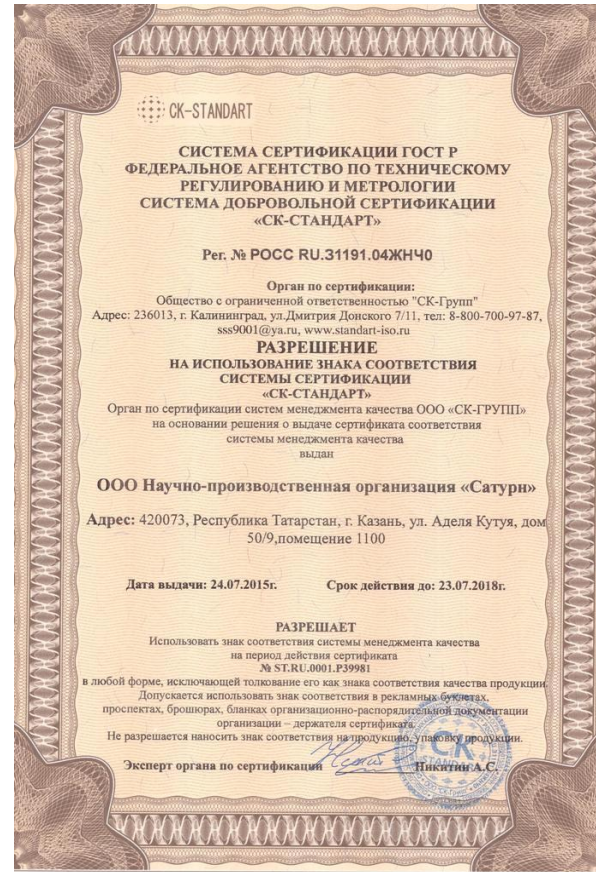 CK-STANDART
СИСТЕМА СЕРТИФИКАЦИИ ГОСТ Р
ФЕДЕРАЛЬНОЕ АГЕНТСТВО ПО ТЕХНИЧЕСКОМУ
РЕГУЛИРОВАНИЮ И МЕТРОЛОГИИ
СИСТЕМА ДОБРОВОЛЬНОЙ СЕРТИФИКАЦИИ
«СК-СТАНДАРТ»
Рег. № РОСС RU.31191.04ЖНЧ0
Орган по сертификации:
Общество с ограниченной ответственностью "СК-Групп"
Адрес: 236013, г. Калининград, ул.Дмитрия Донского 7/11, тел: 8-800-700-97-87,
sss9001@ya.ru, www.standart-iso.ru
РАЗРЕШЕНИЕ
НА ИСПОЛЬЗОВАНИЕ ЗНАКА СООТВЕТСТВИЯ
СИСТЕМЫ СЕРТИФИКАЦИИ
«СК-СТАНДАРТ»
Орган по сертификации систем менеджмента качества ООО «СК-ГРУПП»
на основании решения о выдаче сертификата соответствия
системы менеджмента качества
выдан
ООО Научно-производственная организация «Сатурн»
Адрес: 420073, Республика Татарстан, г. Казань, ул. Аделя Кутуя, дом
50/9,помещение 1100
Дата выдачи: 24.07.2015г. Срок действия до: 23.07.2018г.
РАЗРЕШАЕТ
Использовать знак соответствия системы менеджмента качества
на период действия сертификата
№ ST.RU.0001.P39981
в любой форме, исключающей толкование его как знака соответствия качества продукции
Допускается использовать знак соответствия в рекламных буклетах,
проспектах, брошюрах, бланках организационно-распорядительной документации
организации – держателя сертификата.
Не разрешается наносить знак соответствия на продукцию, упаковку продукции.
Эксперт органа по сертификации Никитин А.С.
СК